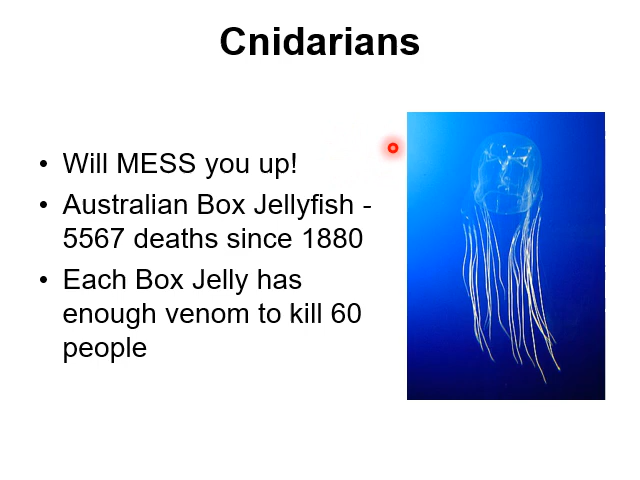 Cnidarians
• Will MESS you up!
• Australian Box Jellyfish -
5567 deaths since 1880
• Each Box Jelly has
enough venom to kill 60
people